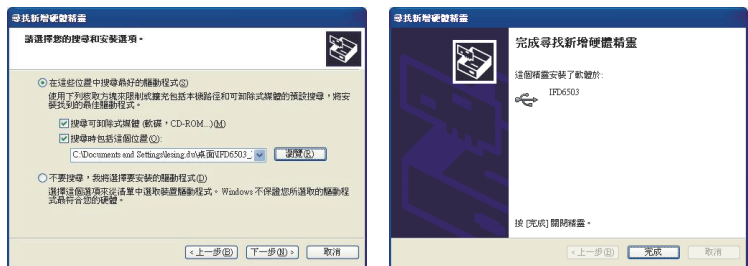 尋找新增硬體精靈
請選擇您的搜尋和安裝選項。
在這些位置中搜尋最好的驅動程式(S)
使用下列核取方塊來限制或擴充包括本機路徑和可卸除式媒體的預設搜尋，將安
裝找到的最佳驅動程式。
搜尋可卸除式媒體 (軟碟，CD-ROM...)(M)
搜尋時包括這個位置(O):
C:\Documents and Settings\lesing.du\桌面\IFD6503_
瀏覽(R)
不要搜尋，我將選擇要安裝的驅動程式(D)
選擇這個選項來從清單中選取裝置驅動程式。Windows 不保證您所選取的驅動程
式最符合您的硬體。
<上一步(B) 下一步(N)> 取消
尋找新增硬體精靈
完成尋找新增硬體精靈
這個精靈安裝了軟體於:
IFD6503
按 [完成] 關閉精靈。
<上一步(B) 完成 取消